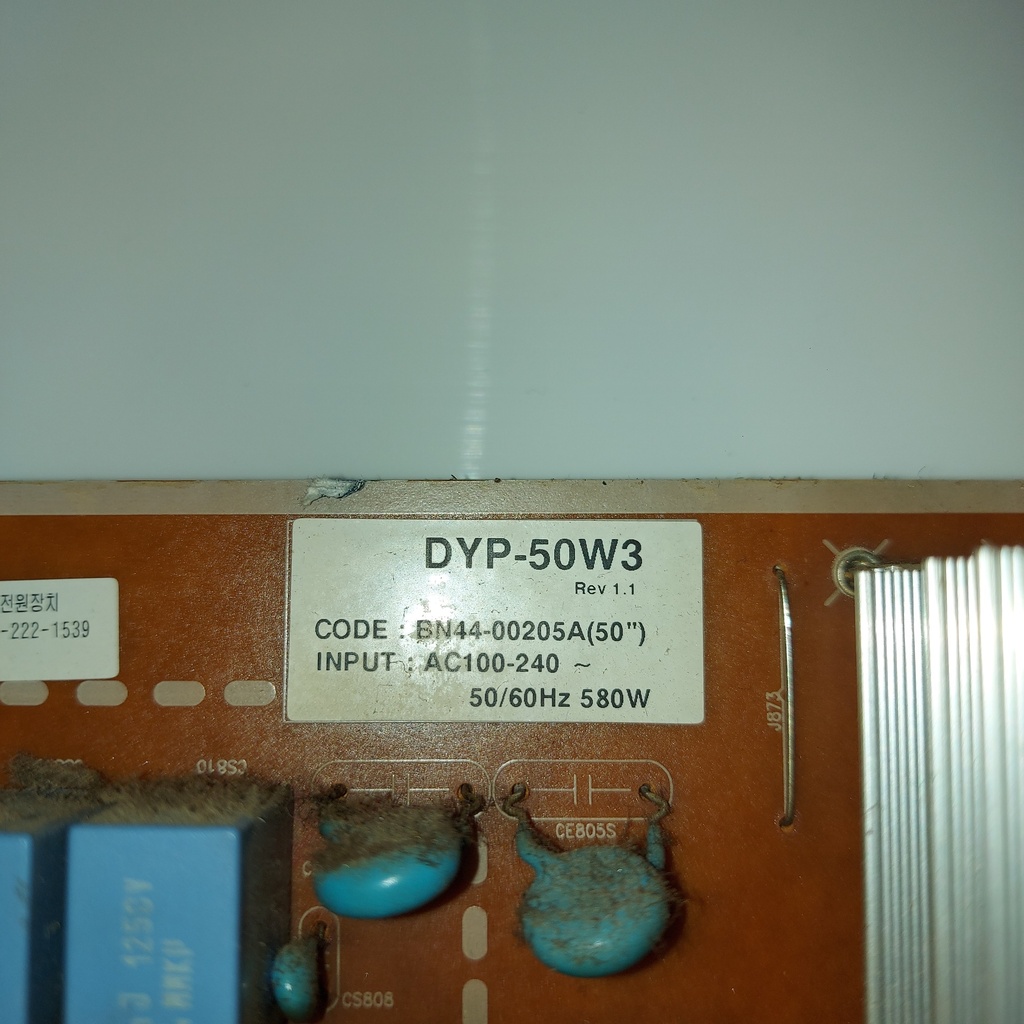 DYP-50W3
Rev 1.1
CODE : BN44-00205A(50")
INPUT : AC100-240 ~
50/60Hz 580W
전원장치
-222-1539
J873
CS810
CE805S
1250V
CS808